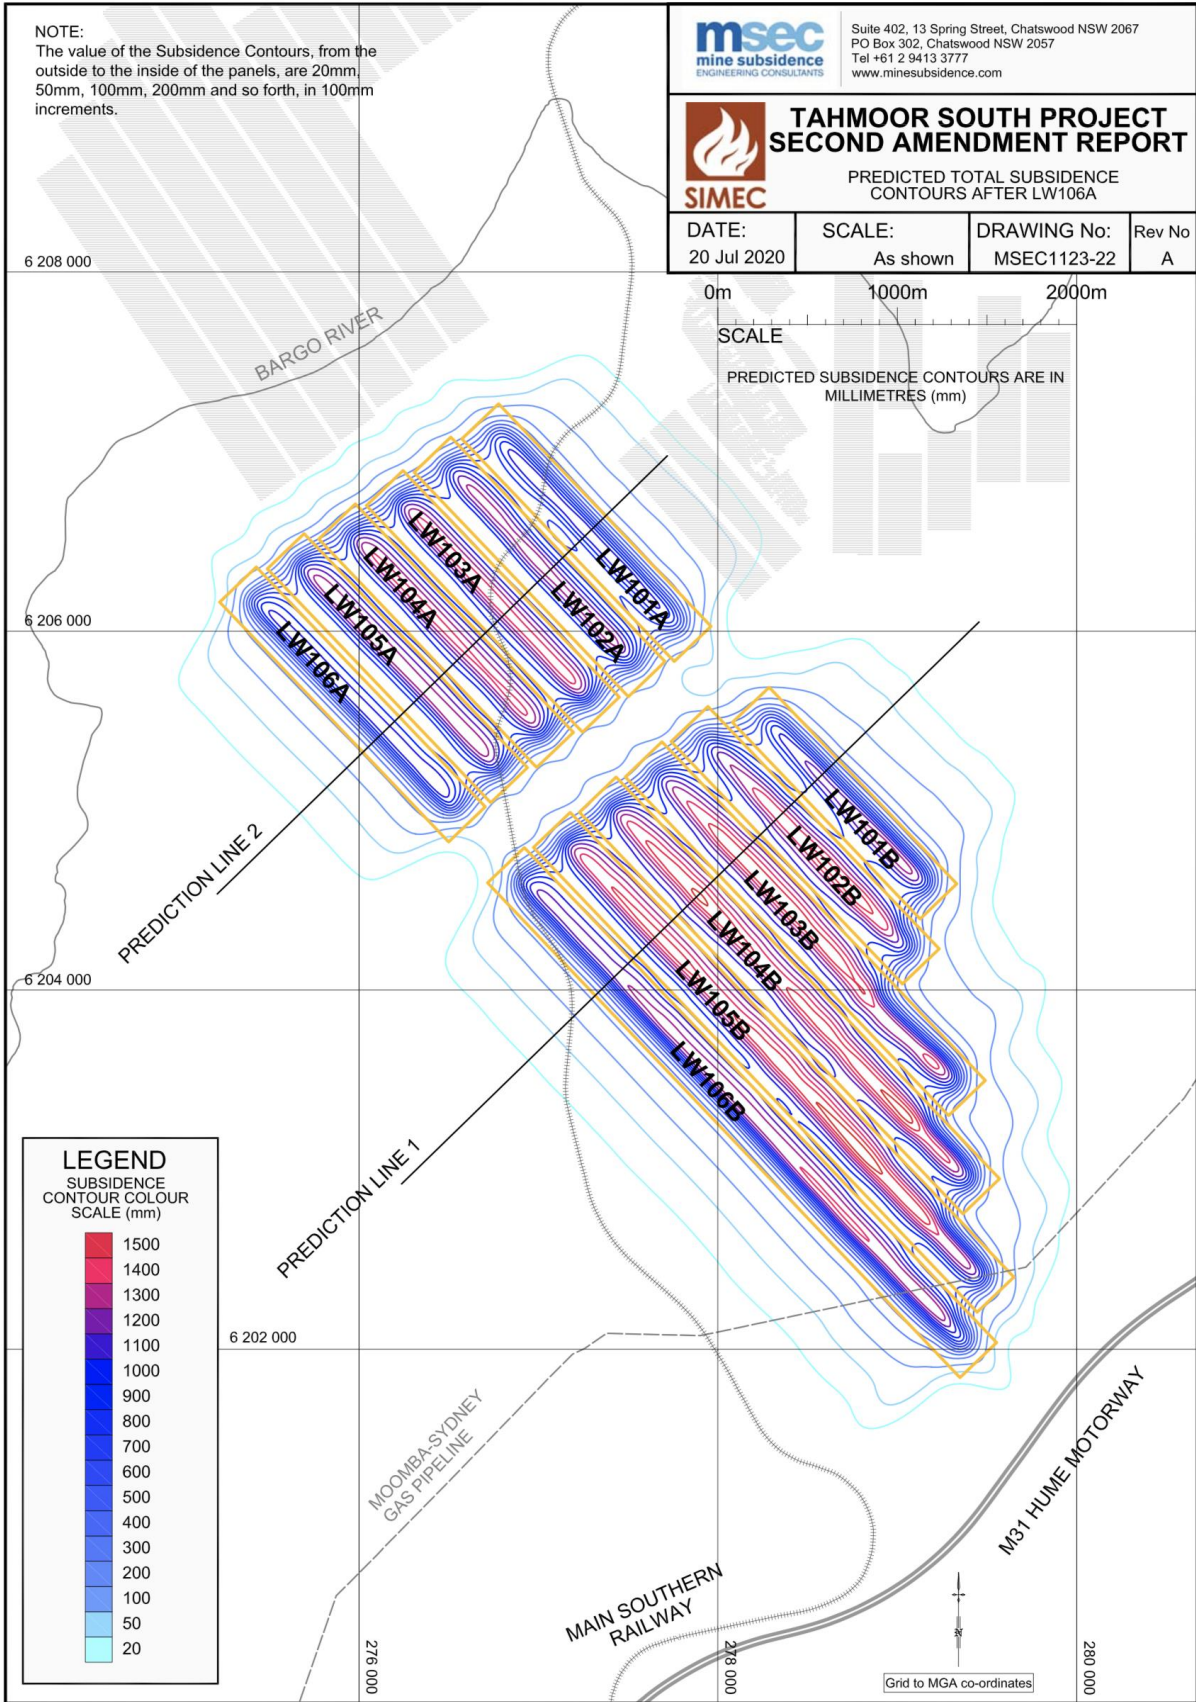 NOTE:
The value of the Subsidence Contours, from the
outside to the inside of the panels, are 20mm,
50mm, 100mm, 200mm and so forth, in 100mm
increments.
msec
mine subsidence
ENGINEERING CONSULTANTS
Suite 402, 13 Spring Street, Chatswood NSW 2067
PO Box 302, Chatswood NSW 2057
Tel +61 2 9413 3777
www.minesubsidence.com
SIMEC
TAHMOOR SOUTH PROJECT
SECOND AMENDMENT REPORT
PREDICTED TOTAL SUBSIDENCE
CONTOURS AFTER LW106A
DATE:
20 Jul 2020
SCALE:
As shown
DRAWING No:
MSEC1123-22
Rev No
A
0m
1000m
2000m
SCALE
PREDICTED SUBSIDENCE CONTOURS ARE IN
MILLIMETRES (mm)
6 208 000
BARGO RIVER
6 206 000
LW101A
LW102A
LW103A
LW104A
LW105A
LW106A
PREDICTION LINE 2
LW101B
LW102B
LW103B
LW104B
LW105B
LW106B
6 204 000
PREDICTION LINE 1
LEGEND
SUBSIDENCE
CONTOUR COLOUR
SCALE (mm)
1500
1400
1300
1200
1100
1000
900
800
700
600
500
400
300
200
100
50
20
6 202 000
MOOMBA-SYDNEY
GAS PIPELINE
MAIN SOUTHERN
RAILWAY
M31 HUME MOTORWAY
276 000
278 000
280 000
N
Grid to MGA co-ordinates